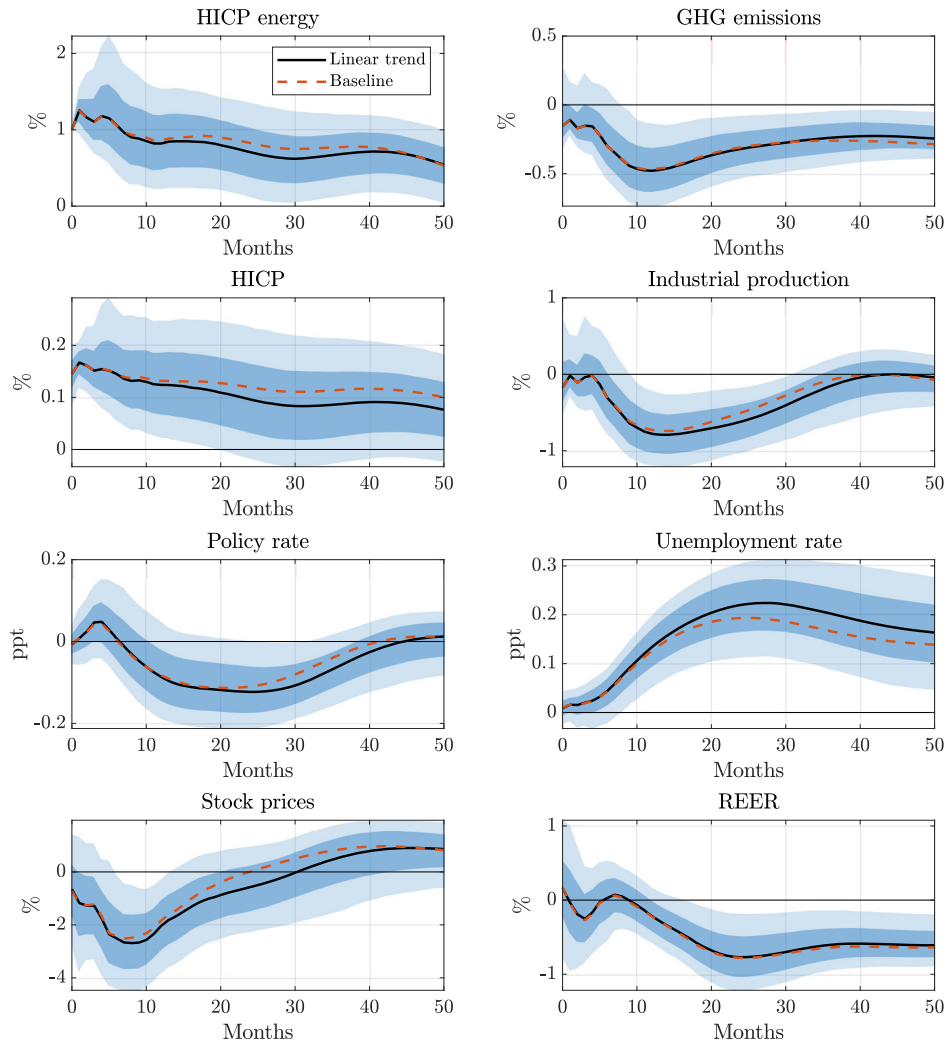 HICP energy
2
1
0
%
Linear trend
Baseline
0 10 20 30 40 50
Months
GHG emissions
0.5
0
-0.5
%
0 10 20 30 40 50
Months
HICP
0.2
0.1
0
%
0 10 20 30 40 50
Months
Industrial production
1
0
-1
%
0 10 20 30 40 50
Months
Policy rate
0.2
0
-0.2
ppt
0 10 20 30 40 50
Months
Unemployment rate
0.3
0.2
0.1
0
ppt
0 10 20 30 40 50
Months
Stock prices
0
-2
-4
%
0 10 20 30 40 50
Months
REER
1
0
-1
%
0 10 20 30 40 50
Months